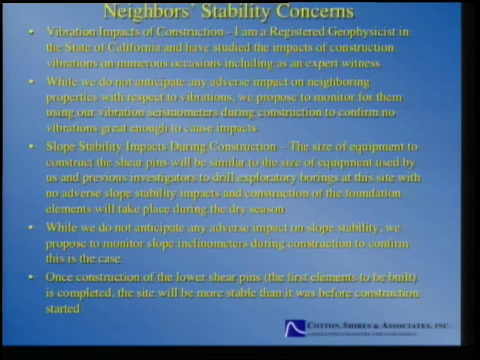 Neighbors' Stability Concerns
• Vibration Impacts of Construction - I am a Registered Geophysicist in
the State of California and have studied the impacts of construction
vibrations on numerous occasions including as an expert witness
• While we do not anticipate any adverse impact on neighboring
properties with respect to vibrations, we propose to monitor for them
using our vibration seismometers during construction to confirm no
vibrations great enough to cause impacts
• Slope Stability Impacts During Construction – The size of equipment to
construct the shear pins will be similar to the size of equipment used by
us and previous investigators to drill exploratory borings at this site with
no adverse slope stability impacts and construction of the foundation
elements will take place during the dry season
• While we do not anticipate any adverse impact on slope stability, we
propose to monitor slope inclinometers during construction to confirm
this is the case
• Once construction of the lower shear pins (the first elements to be built)
is completed, the site will be more stable than it was before construction
started
COTTON, SHIRES & ASSOCIATES, INC.
CONSULTING ENGINEERS AND GEOLOGISTS